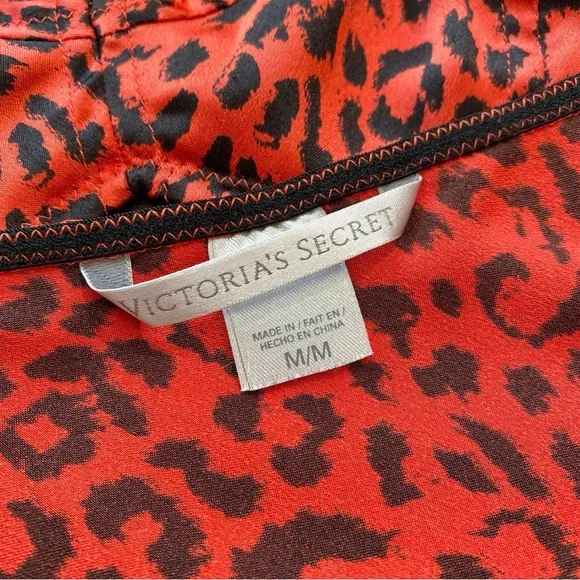 VICTORIA'S SECRET
MADE IN / FAIT EN /
HECHO EN CHINA
M/M